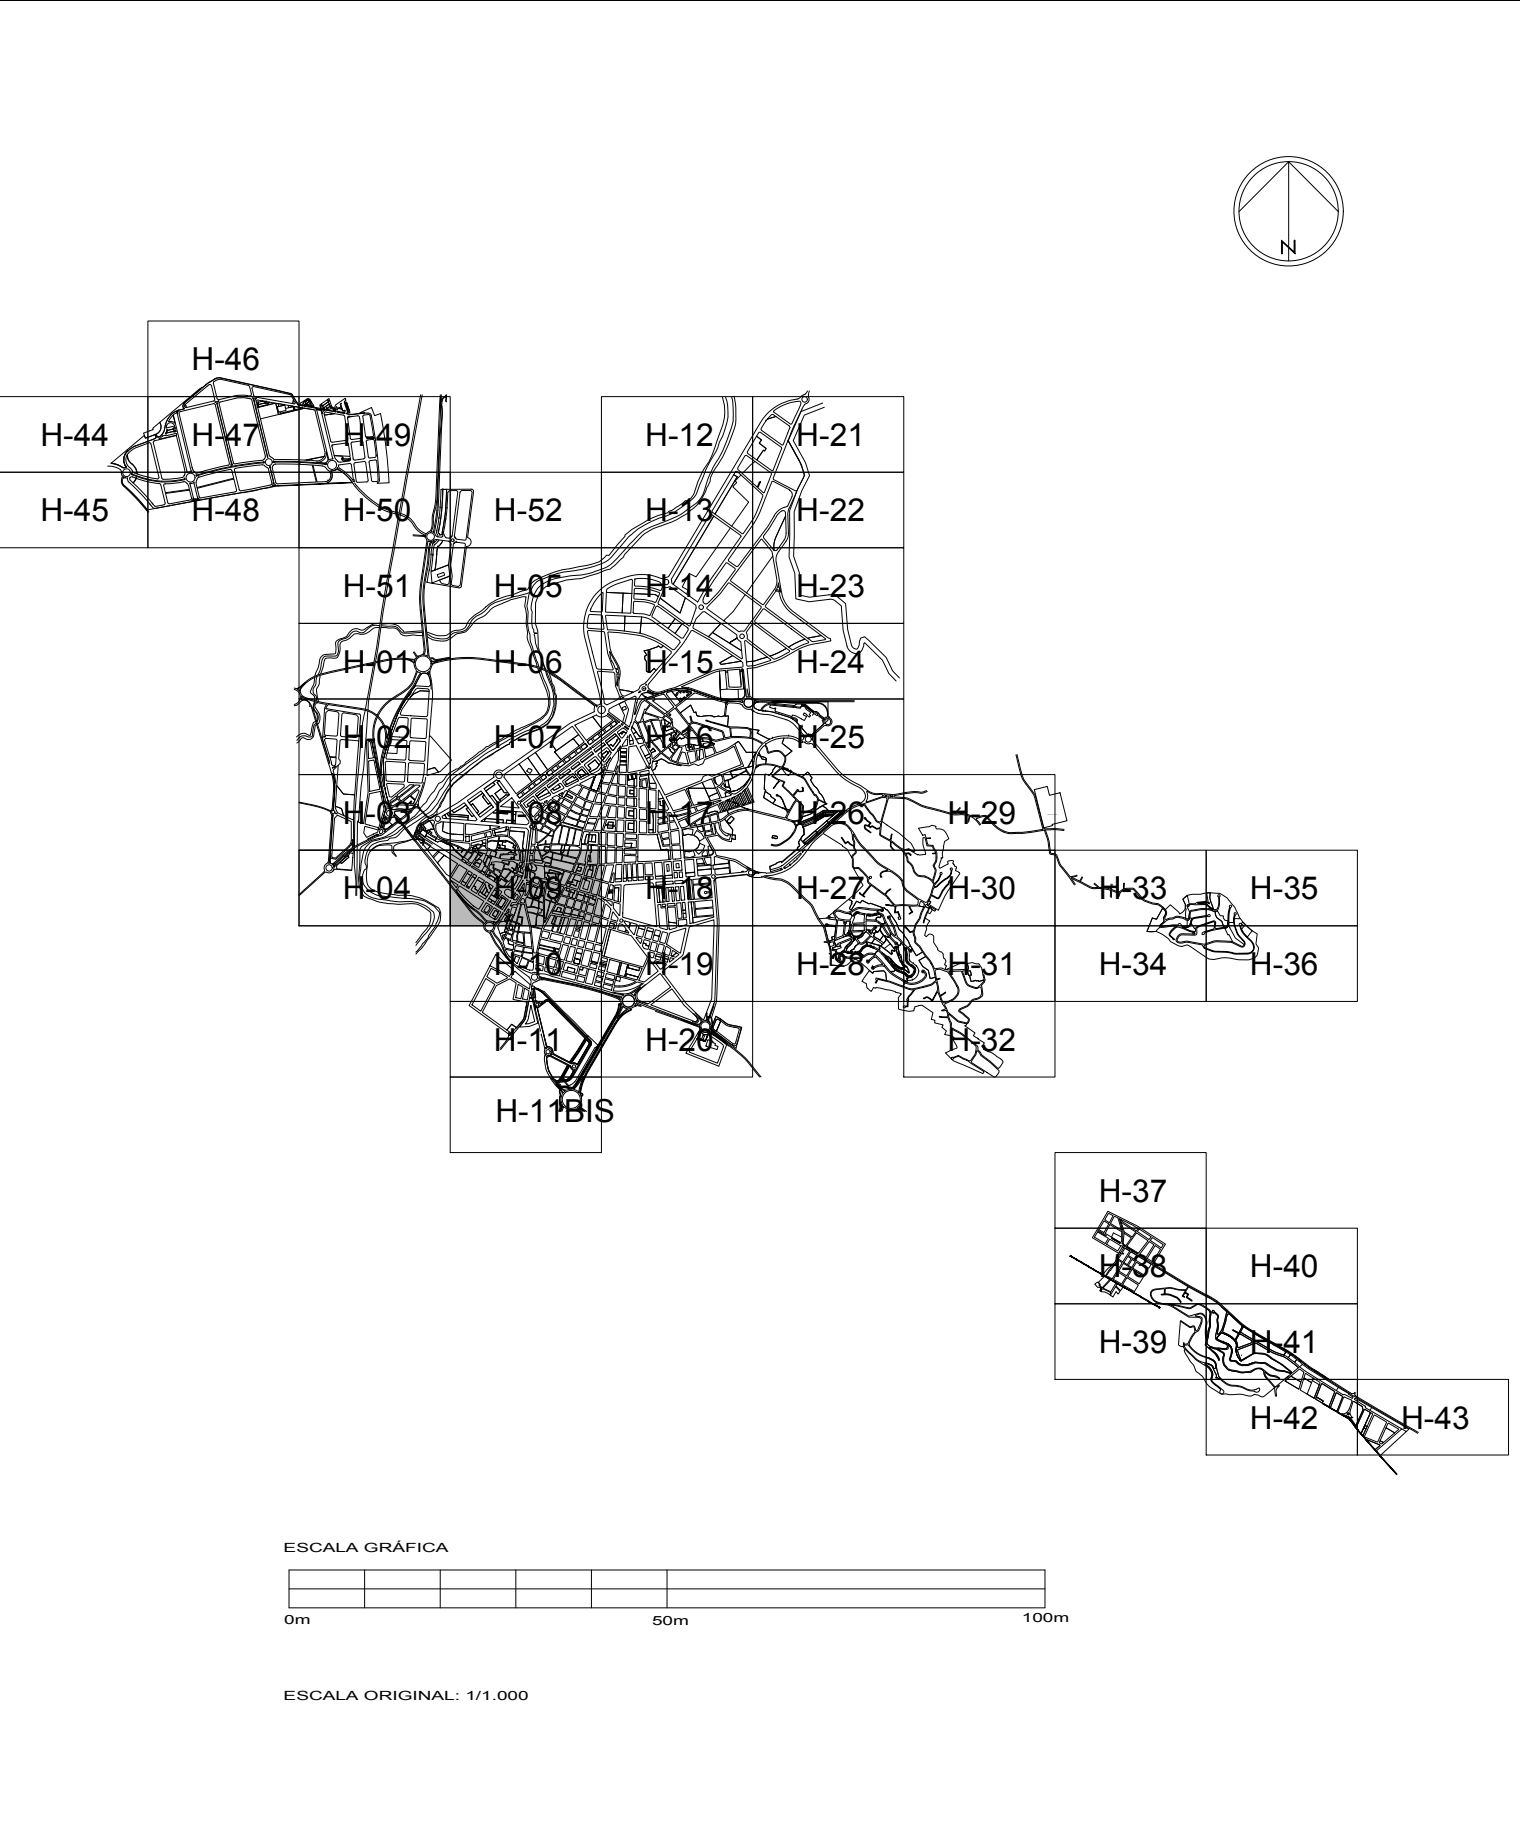 N
H-46
H-44 H-47 H-49 H-12 H-21
H-45 H-48 H-50 H-52 H-13 H-22
H-51 H-05 H-14 H-23
H-01 H-06 H-15 H-24
H-02 H-07 H-16 H-25
H-03 H-08 H-17 H-26 H-29
H-04 H-09 H-18 H-27 H-30 H-33 H-35
H-10 H-19 H-28 H-31 H-34 H-36
H-11 H-20 H-32
H-11BIS
H-37
H-38 H-40
H-39 H-41
H-42 H-43
ESCALA GRÁFICA
0m 50m 100m
ESCALA ORIGINAL: 1/1.000